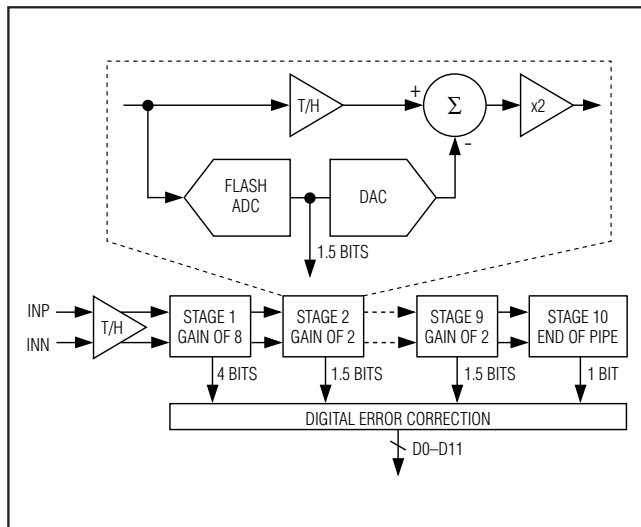 T/H
+
Σ
x2
-
FLASH
ADC
DAC
1.5 BITS
INP
INN
T/H
STAGE 1
GAIN OF 8
STAGE 2
GAIN OF 2
STAGE 9
GAIN OF 2
STAGE 10
END OF PIPE
4 BITS
1.5 BITS
1.5 BITS
1 BIT
DIGITAL ERROR CORRECTION
D0–D11